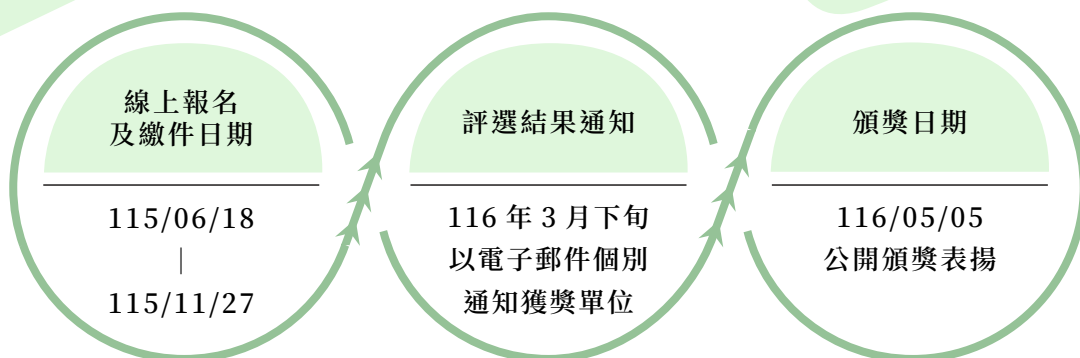 線上報名
及繳件日期
115/06/18
|
115/11/27
評選結果通知
116 年 3 月下旬
以電子郵件個別
通知獲獎單位
頒獎日期
116/05/05
公開頒獎表揚